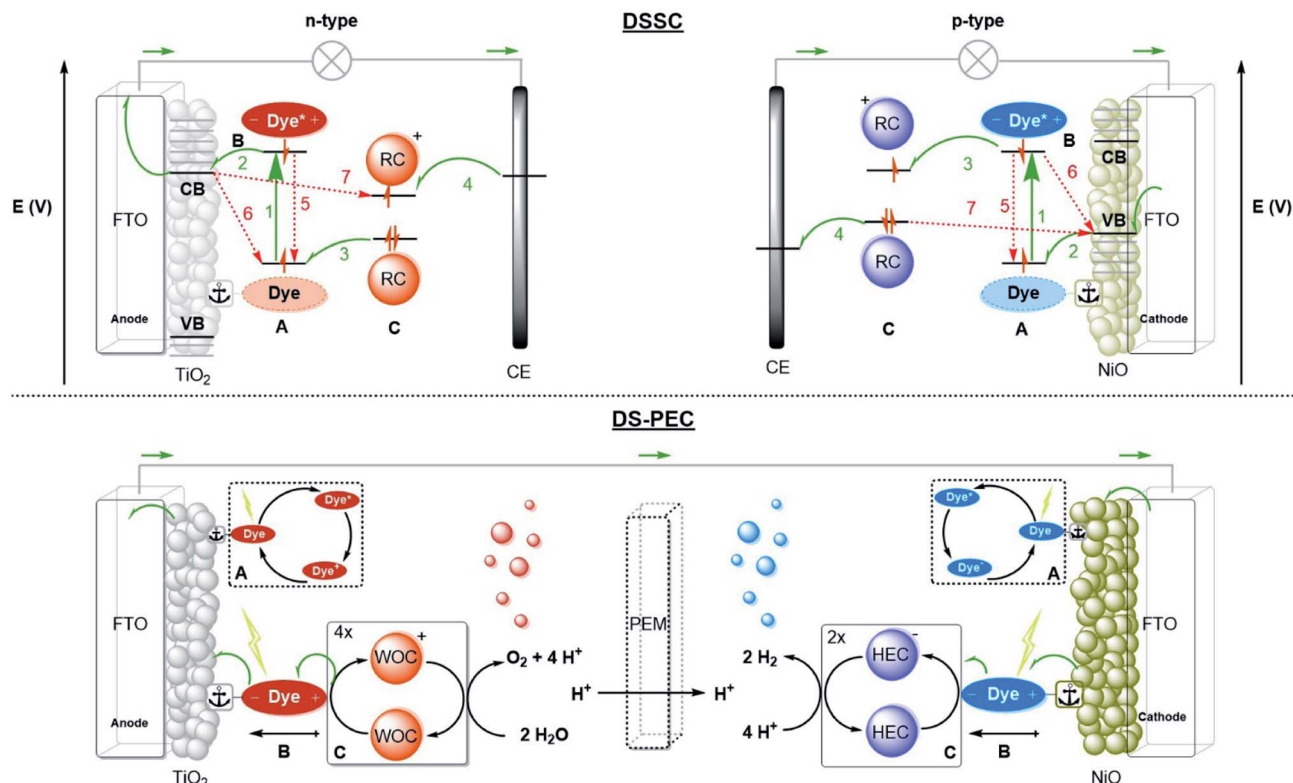 DSSC
n-type
p-type
E (V)
FTO
Anode
TiO₂
CB
VB
B
- Dye* +
2
1
5
6
7
RC
+
4
3
RC
Dye
A
C
CE
CE
+
RC
3
4
7
RC
C
- Dye* +
B
6
5
1
2
Dye
A
CB
VB
FTO
Cathode
NiO
E (V)
DS-PEC
FTO
Anode
TiO₂
Dye*
Dye
Dye⁺
A
- Dye +
B
C
4x
WOC
+
WOC
O₂ + 4 H⁺
2 H₂O
H⁺
PEM
H⁺
2 H₂
4 H⁺
2x
HEC
-
HEC
C
- Dye +
B
Dye*
Dye
Dye⁻
A
FTO
Cathode
NiO